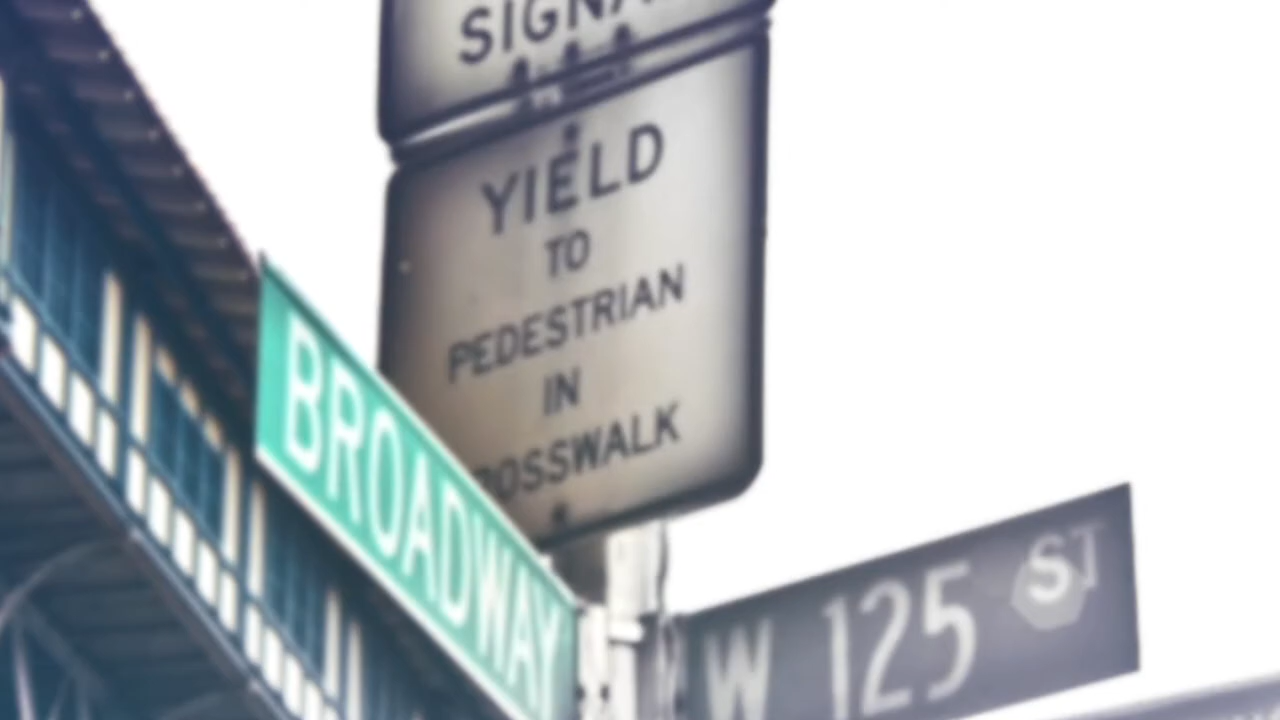 SIGNAL
YIELD
TO
PEDESTRIAN
IN
CROSSWALK
BROADWAY
W 125 ST